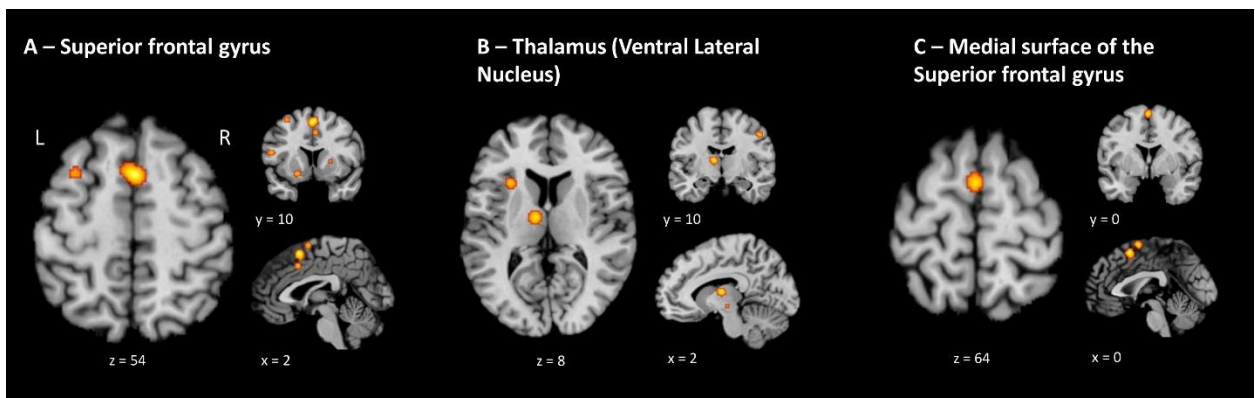 A – Superior frontal gyrus
L
R
y = 10
z = 54
x = 2
B – Thalamus (Ventral Lateral
Nucleus)
y = 10
z = 8
x = 2
C – Medial surface of the
Superior frontal gyrus
y = 0
z = 64
x = 0